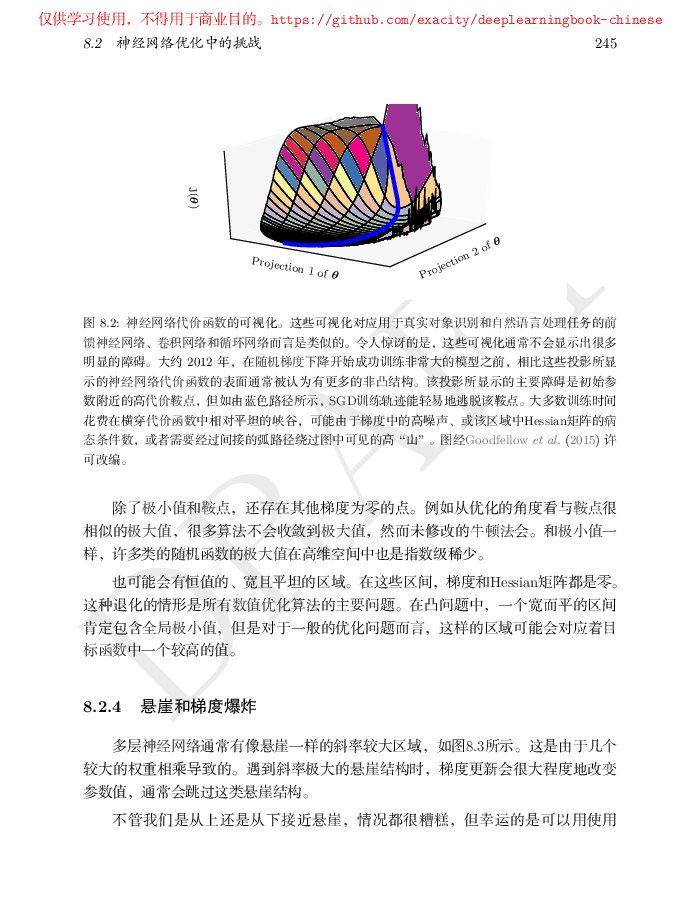 仅供学习使用，不得用于商业目的。https://github.com/exacity/deeplearningbook-chinese
8.2 神经网络优化中的挑战 245
J(θ)
Projection 1 of θ
Projection 2 of θ
图 8.2: 神经网络代价函数的可视化。这些可视化对应用于真实对象识别和自然语言处理任务的前
馈神经网络、卷积网络和循环网络而言是类似的。令人惊讶的是，这些可视化通常不会显示出很多
明显的障碍。大约 2012 年，在随机梯度下降开始成功训练非常大的模型之前，相比这些投影所显
示的神经网络代价函数的表面通常被认为有更多的非凸结构。该投影所显示的主要障碍是初始参
数附近的高代价鞍点，但如由蓝色路径所示，SGD训练轨迹能轻易地逃脱该鞍点。大多数训练时间
花费在横穿代价函数中相对平坦的峡谷，可能由于梯度中的高噪声、或该区域中Hessian矩阵的病
态条件数，或者需要经过间接的弧路径绕过图中可见的高 “山” 。图经Goodfellow et al. (2015) 许
可改编。
除了极小值和鞍点，还存在其他梯度为零的点。例如从优化的角度看与鞍点很
相似的极大值，很多算法不会收敛到极大值，然而未修改的牛顿法会。和极小值一
样，许多类的随机函数的极大值在高维空间中也是指数级稀少。
也可能会有恒值的、宽且平坦的区域。在这些区间，梯度和Hessian矩阵都是零。
这种退化的情形是所有数值优化算法的主要问题。在凸问题中，一个宽而平的区间
肯定包含全局极小值，但是对于一般的优化问题而言，这样的区域可能会对应着目
标函数中一个较高的值。
8.2.4 悬崖和梯度爆炸
多层神经网络通常有像悬崖一样的斜率较大区域，如图8.3所示。这是由于几个
较大的权重相乘导致的。遇到斜率极大的悬崖结构时，梯度更新会很大程度地改变
参数值，通常会跳过这类悬崖结构。
不管我们是从上还是从下接近悬崖，情况都很糟糕，但幸运的是可以用使用
DRAFT